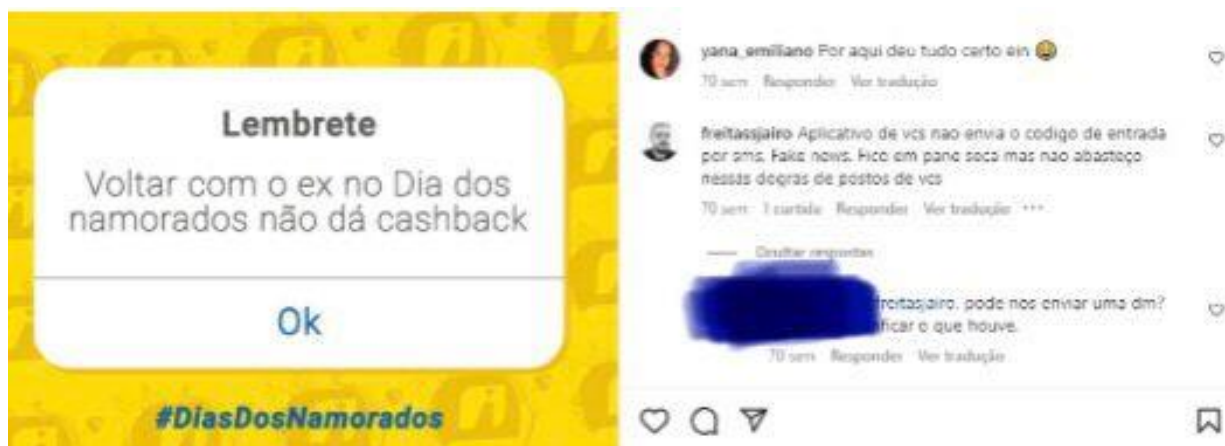 Lembrete
Voltar com o ex no Dia dos
namorados não dá cashback
Ok
#DiasDosNamorados
yana_emiliano Por aqui deu tudo certo ein
70 sem Responder Ver tradução
freitassjairo Aplicativo de vcs nao envia o codigo de entrada
por sms. Fake news. Fico em pane seca mas nao abasteço
nessas dogras de postos de vcs
70 sem 1 curtida Responder Ver tradução
Ocultar respostas
freitasjairo, pode nos enviar uma dm?
ificar o que houve.
70 sem Responder Ver tradução